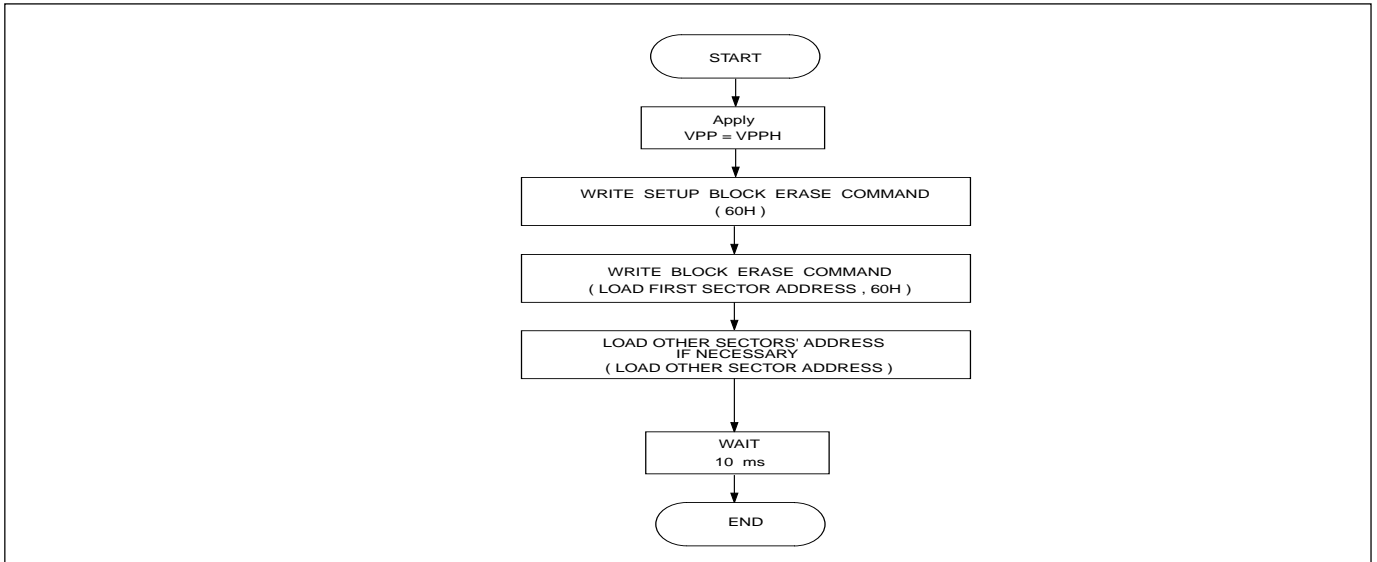 START
Apply
VPP = VPPH
WRITE SETUP BLOCK ERASE COMMAND
( 60H )
WRITE BLOCK ERASE COMMAND
( LOAD FIRST SECTOR ADDRESS , 60H )
LOAD OTHER SECTORS' ADDRESS
IF NECESSARY
( LOAD OTHER SECTOR ADDRESS )
WAIT
10 ms
END